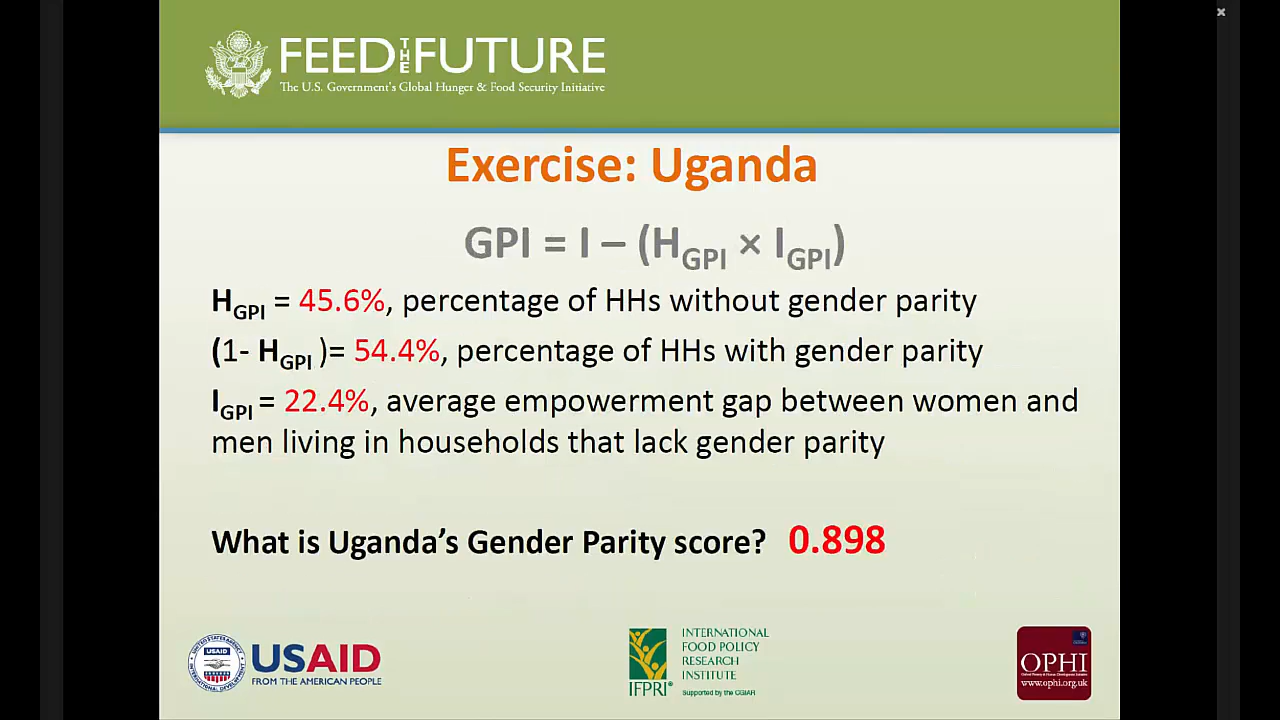 FEED THE FUTURE
The U.S. Government's Global Hunger & Food Security Initiative
Exercise: Uganda
GPI = I – (HGPI × IGPI)
HGPI = 45.6%, percentage of HHs without gender parity
(1- HGPI )= 54.4%, percentage of HHs with gender parity
IGPI = 22.4%, average empowerment gap between women and
men living in households that lack gender parity
What is Uganda's Gender Parity score? 0.898
USAID
USAID
FROM THE AMERICAN PEOPLE
INTERNATIONAL
FOOD POLICY
RESEARCH
INSTITUTE
IFPRI®
Supported by the CGIAR
OPHI
www.ophi.org.uk